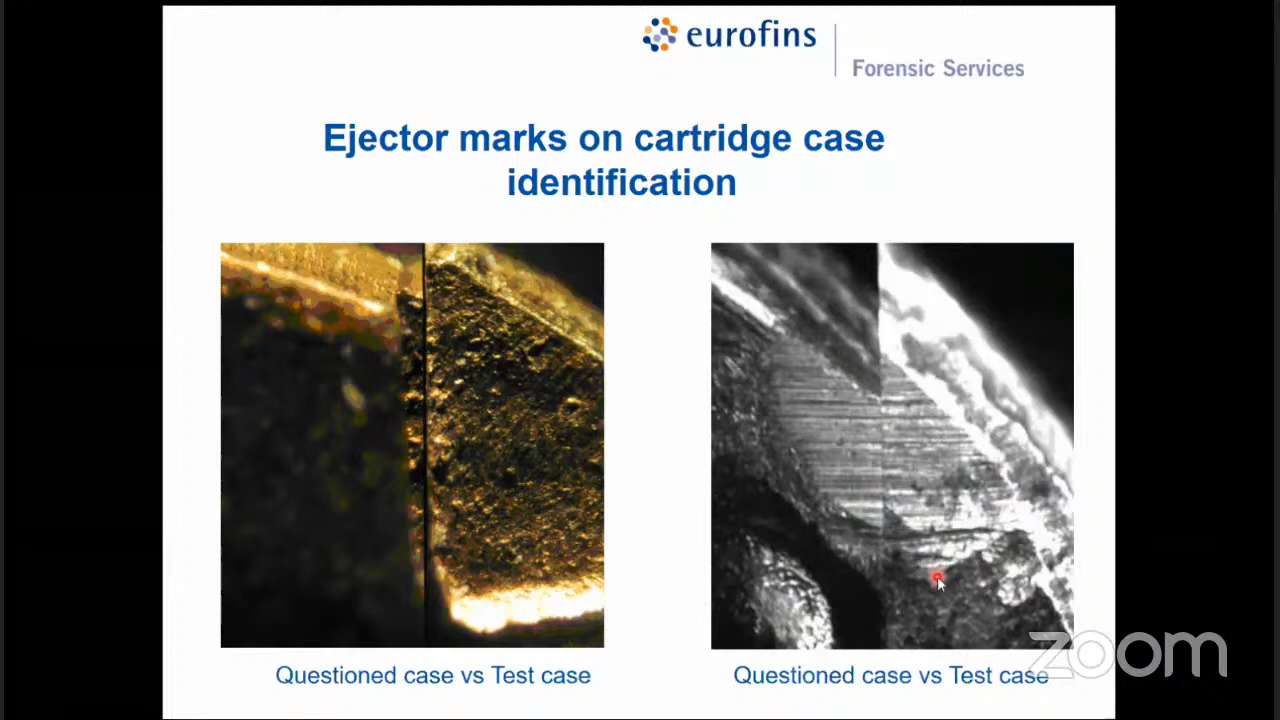 eurofins
Forensic Services
Ejector marks on cartridge case
identification
Questioned case vs Test case
Questioned case vs Test case
zoom